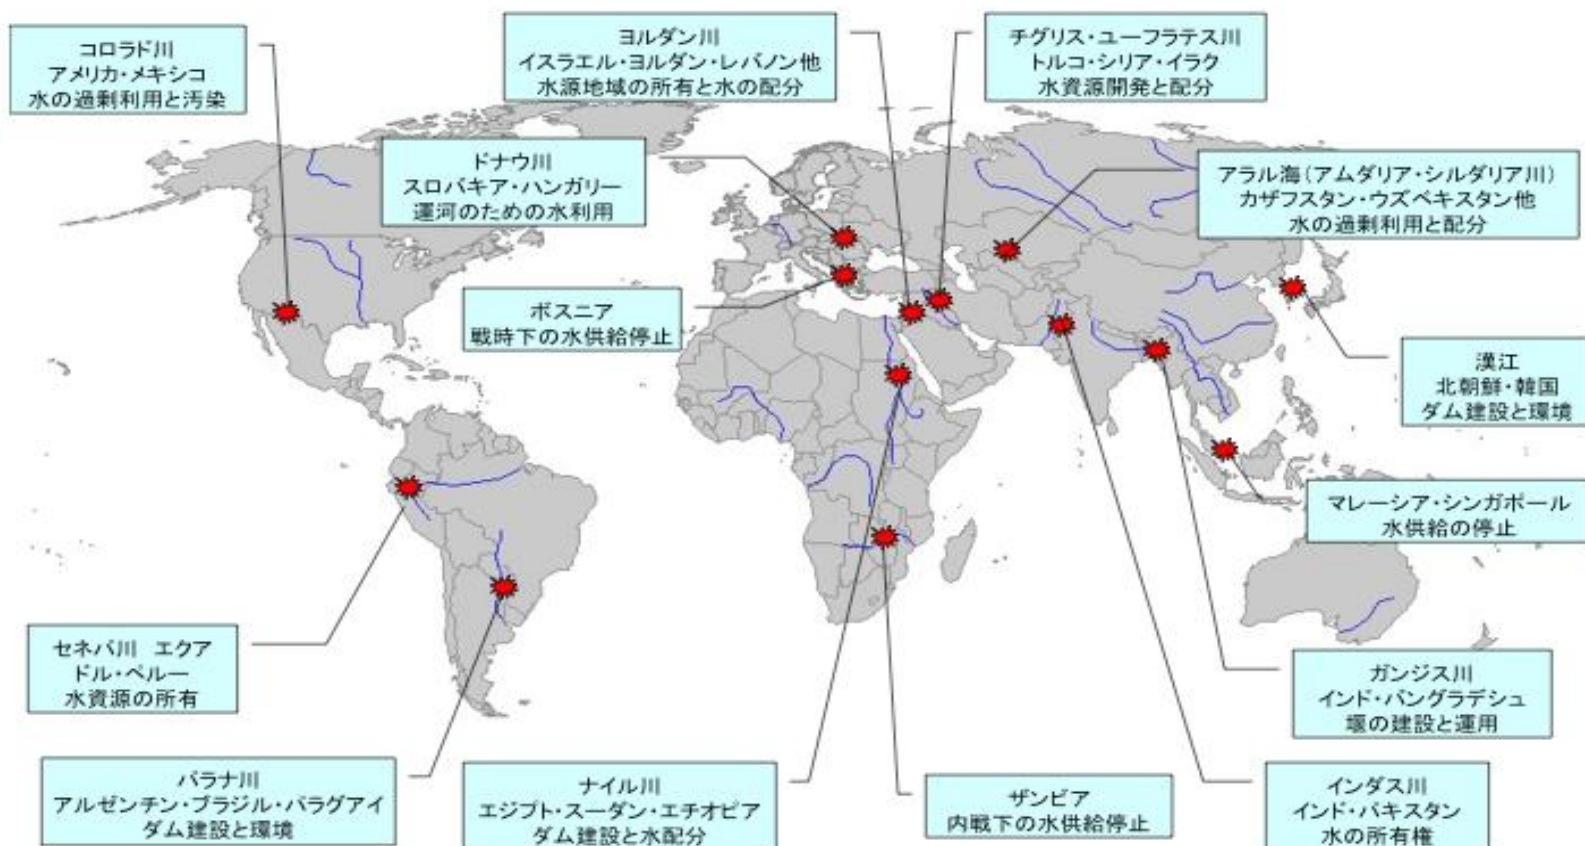 コロラド川
アメリカ・メキシコ
水の過剰利用と汚染
ヨルダン川
イスラエル・ヨルダン・レバノン他
水源地域の所有と水の配分
チグリス・ユーフラテス川
トルコ・シリア・イラク
水資源開発と配分
ドナウ川
スロバキア・ハンガリー
運河のための水利用
アラル海（アムダリア・シルダリア川）
カザフスタン・ウズベキスタン他
水の過剰利用と配分
ボスニア
戦時下の水供給停止
漢江
北朝鮮・韓国
ダム建設と環境
マレーシア・シンガポール
水供給の停止
セネパ川　エクア
ドル・ペルー
水資源の所有
ガンジス川
インド・バングラデシュ
堰の建設と運用
パラナ川
アルゼンチン・ブラジル・パラグアイ
ダム建設と環境
ナイル川
エジプト・スーダン・エチオピア
ダム建設と水配分
ザンビア
内戦下の水供給停止
インダス川
インド・パキスタン
水の所有権